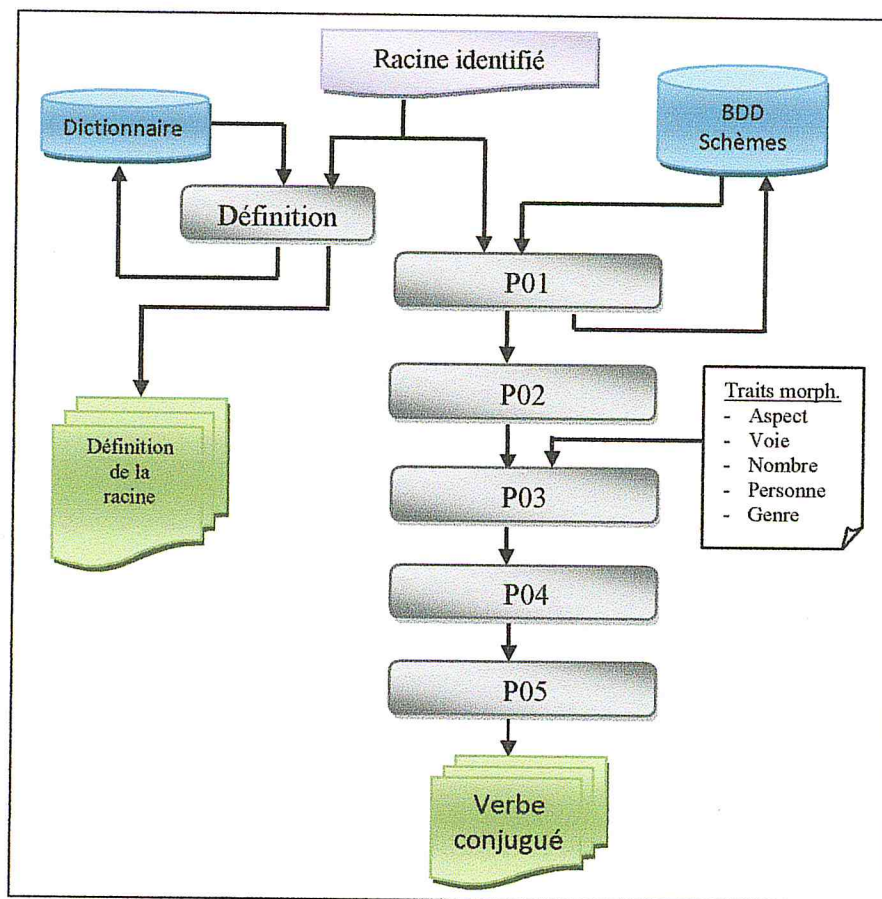 Racine identifié
Dictionnaire
BDD
Schèmes
Définition
P01
P02
Traits morph.
- Aspect
- Voie
- Nombre
- Personne
- Genre
Définition
de la
racine
P03
P04
P05
Verbe
conjugué